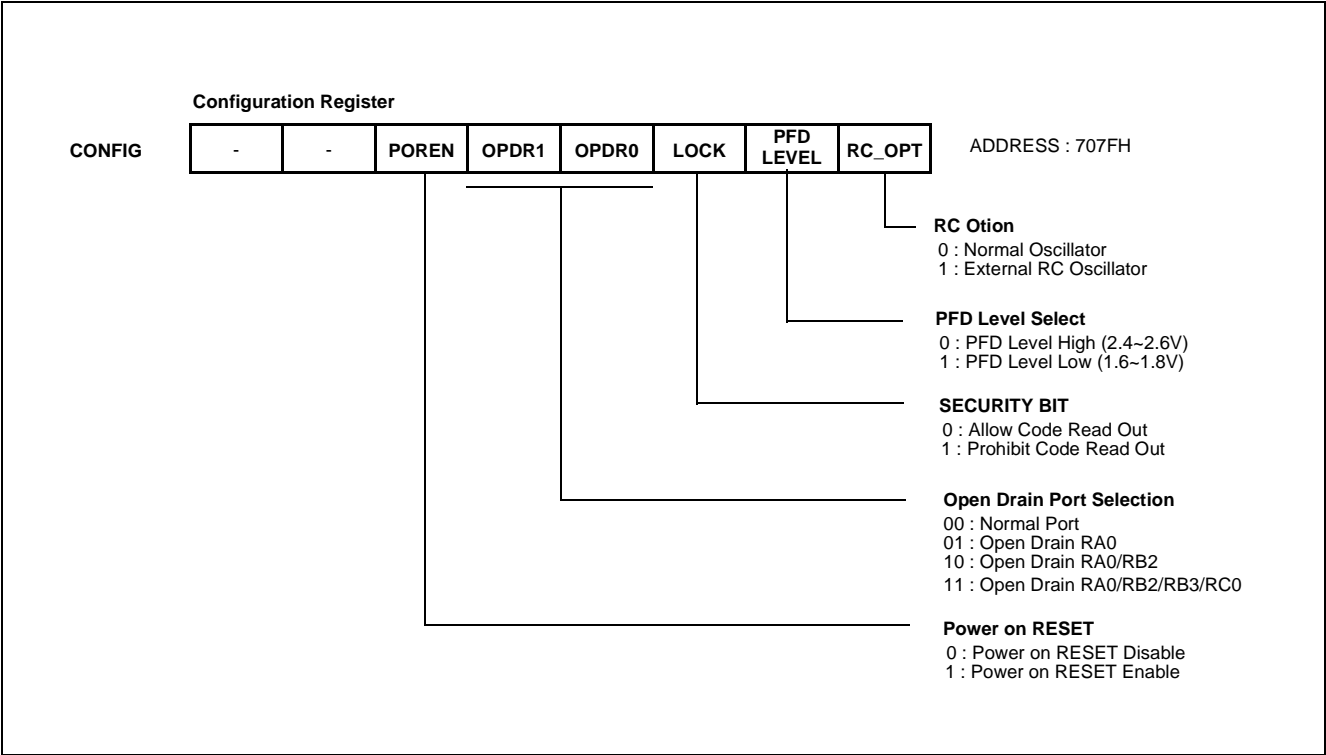 Configuration Register
CONFIG - - POREN OPDR1 OPDR0 LOCK PFD LEVEL RC_OPT ADDRESS : 707FH
RC Otion
0 : Normal Oscillator
1 : External RC Oscillator
PFD Level Select
0 : PFD Level High (2.4~2.6V)
1 : PFD Level Low (1.6~1.8V)
SECURITY BIT
0 : Allow Code Read Out
1 : Prohibit Code Read Out
Open Drain Port Selection
00 : Normal Port
01 : Open Drain RA0
10 : Open Drain RA0/RB2
11 : Open Drain RA0/RB2/RB3/RC0
Power on RESET
0 : Power on RESET Disable
1 : Power on RESET Enable